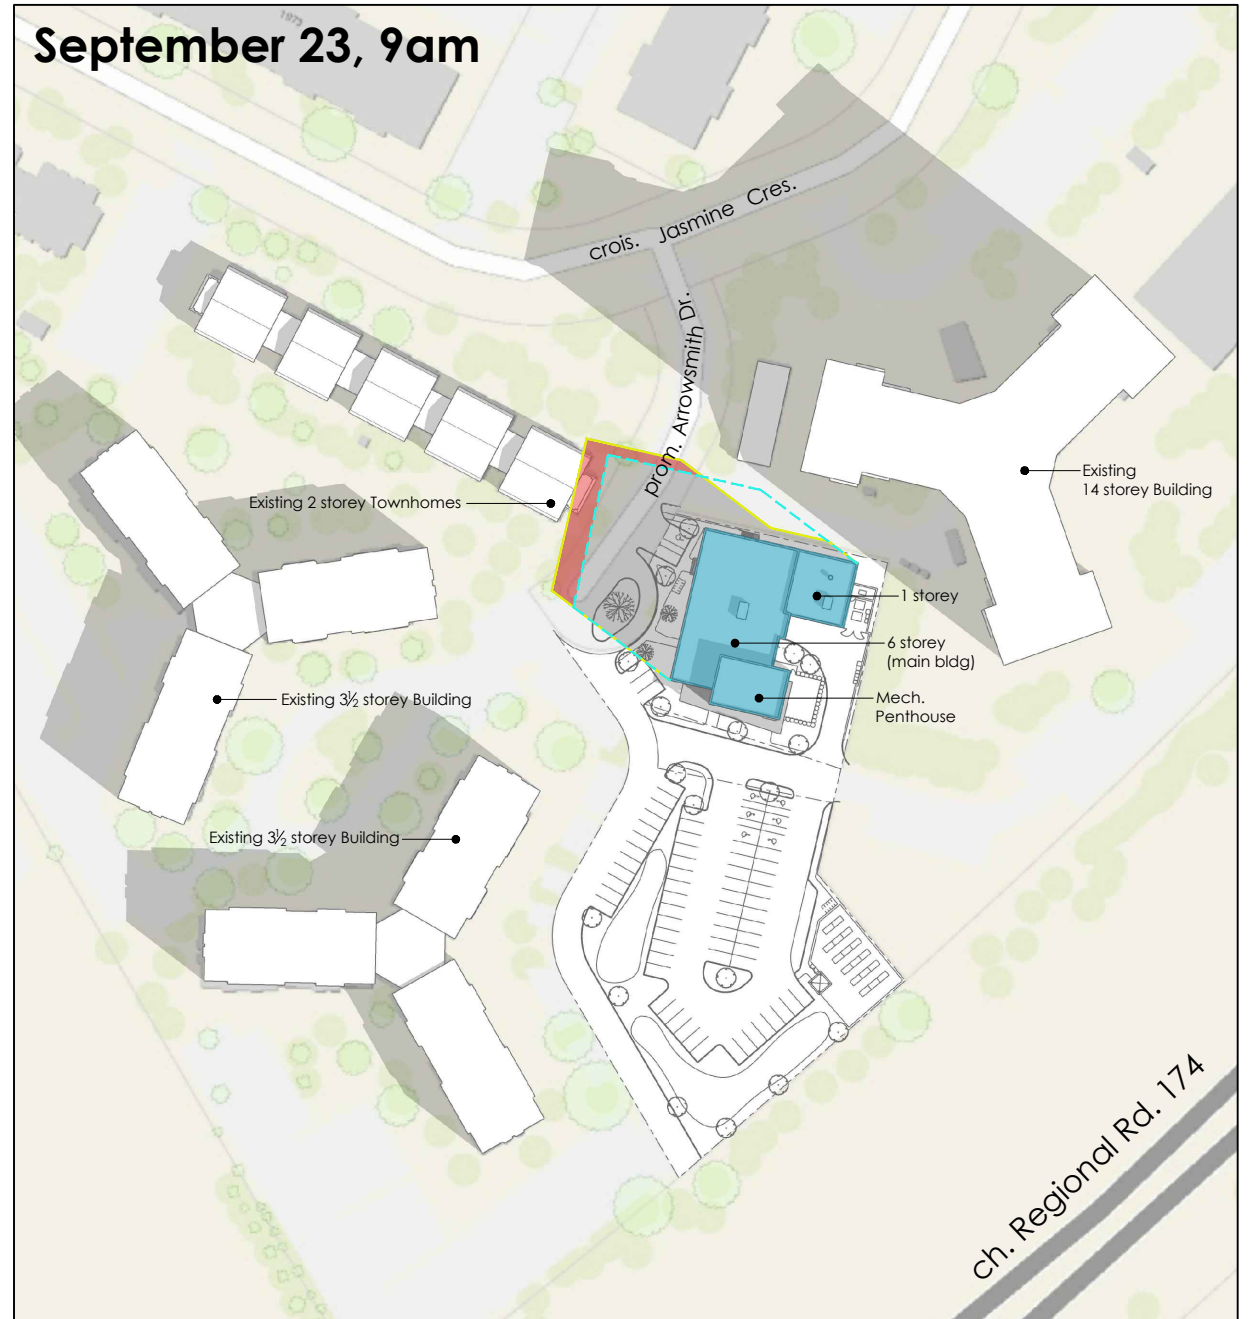 September 23, 9am
1973
crois. Jasmine Cres.
prom. Arrowsmith Dr.
Existing
14 storey Building
Existing 2 storey Townhomes
1 storey
6 storey
(main bldg)
Mech.
Penthouse
Existing 3½ storey Building
Existing 3½ storey Building
ch. Regional Rd. 174